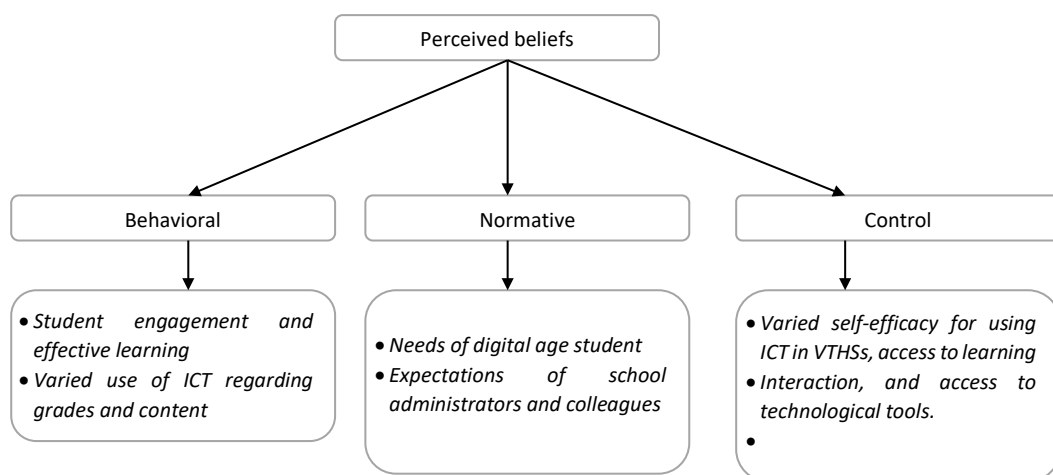 Perceived beliefs
Behavioral
Normative
Control
• Student engagement and
effective learning
• Varied use of ICT regarding
grades and content
• Needs of digital age student
• Expectations of school
administrators and colleagues
• Varied self-efficacy for using
ICT in VTHSs, access to learning
• Interaction, and access to
technological tools.
•